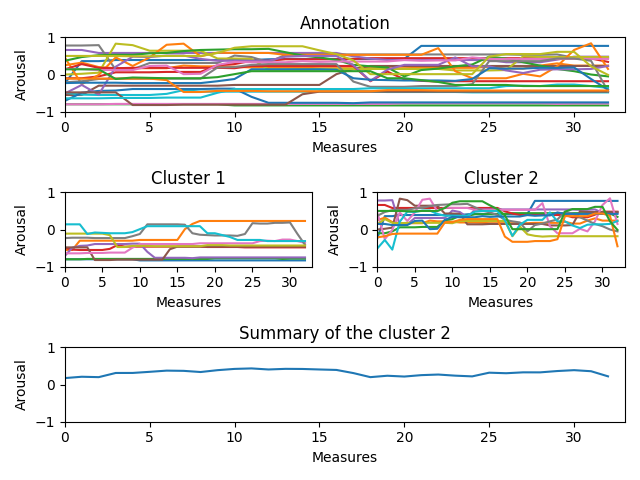 Annotation
1
0
-1
Arousal
0 5 10 15 20 25 30
Measures
Cluster 1
1
0
-1
Arousal
0 5 10 15 20 25 30
Measures
Cluster 2
1
0
-1
Arousal
0 5 10 15 20 25 30
Measures
Summary of the cluster 2
1
0
-1
Arousal
0 5 10 15 20 25 30
Measures